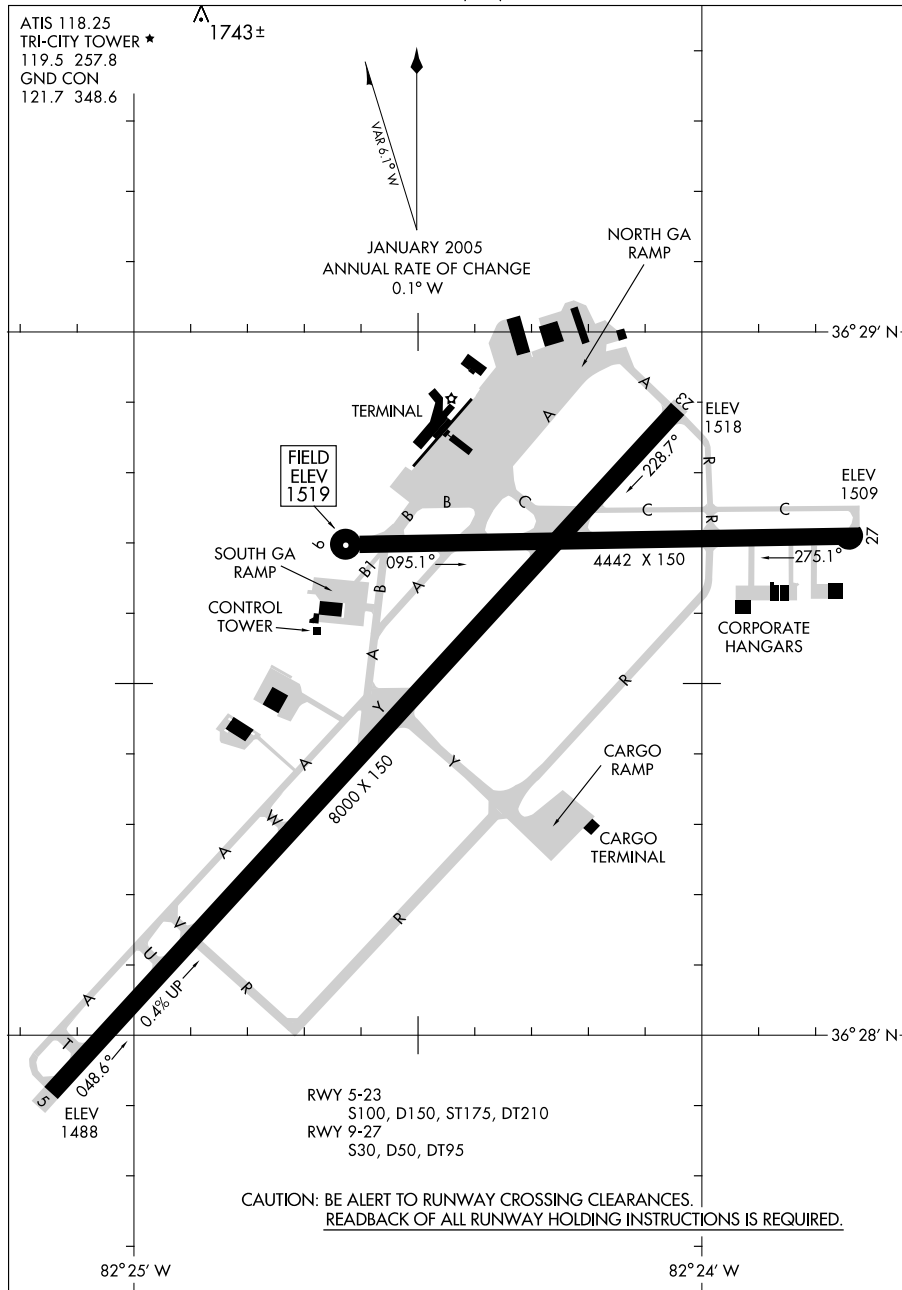 ATIS 118.25
TRI-CITY TOWER ★
119.5 257.8
GND CON
121.7 348.6
1743±
VAR 6.1° W
JANUARY 2005
ANNUAL RATE OF CHANGE
0.1° W
NORTH GA
RAMP
36° 29' N
TERMINAL
A
A
23
ELEV
1518
228.7°
R
FIELD
ELEV
1519
ELEV
1509
B
B
C
C
C
R
9
27
SOUTH GA
RAMP
B1
B
A
095.1°
4442 X 150
275.1°
CONTROL
TOWER
CORPORATE
HANGARS
A
R
Y
Y
A
CARGO
RAMP
8000 X 150
W
A
CARGO
TERMINAL
V
R
U
A
R
0.4% UP
T
048.6°
36° 28' N
5
ELEV
1488
RWY 5-23
S100, D150, ST175, DT210
RWY 9-27
S30, D50, DT95
CAUTION: BE ALERT TO RUNWAY CROSSING CLEARANCES.
READBACK OF ALL RUNWAY HOLDING INSTRUCTIONS IS REQUIRED.
82° 25' W
82° 24' W